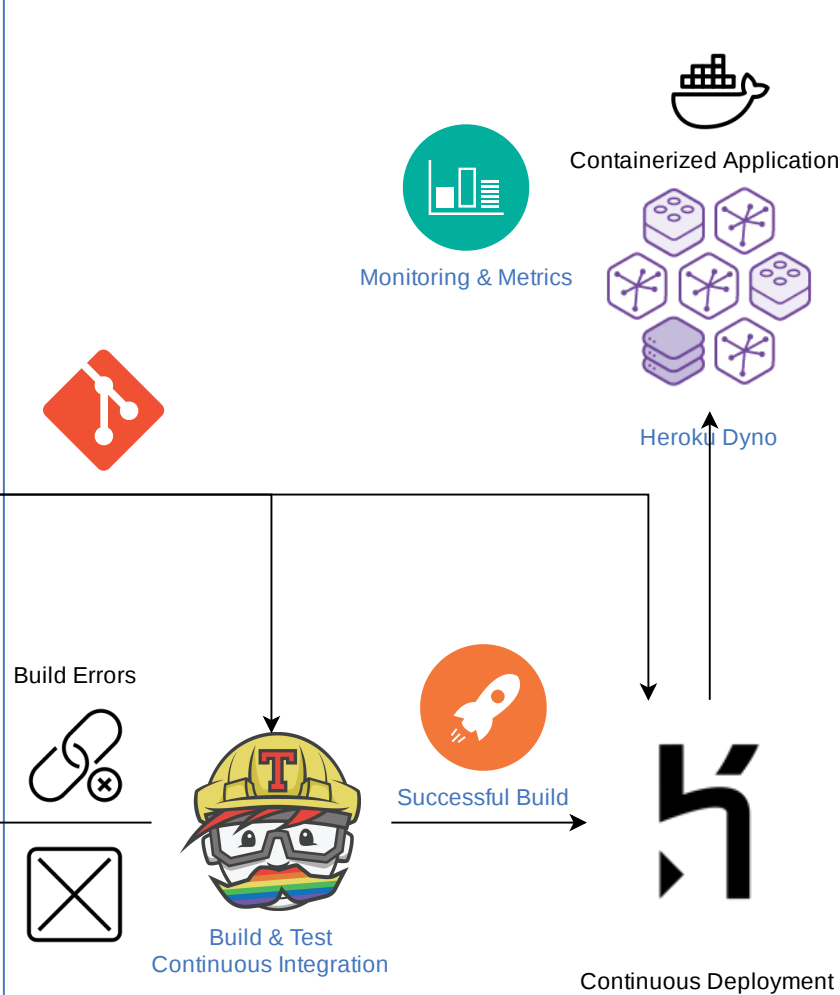 Containerized Application
Monitoring & Metrics
Heroku Dyno
Build Errors
T
Successful Build
Build & Test
Continuous Integration
Continuous Deployment